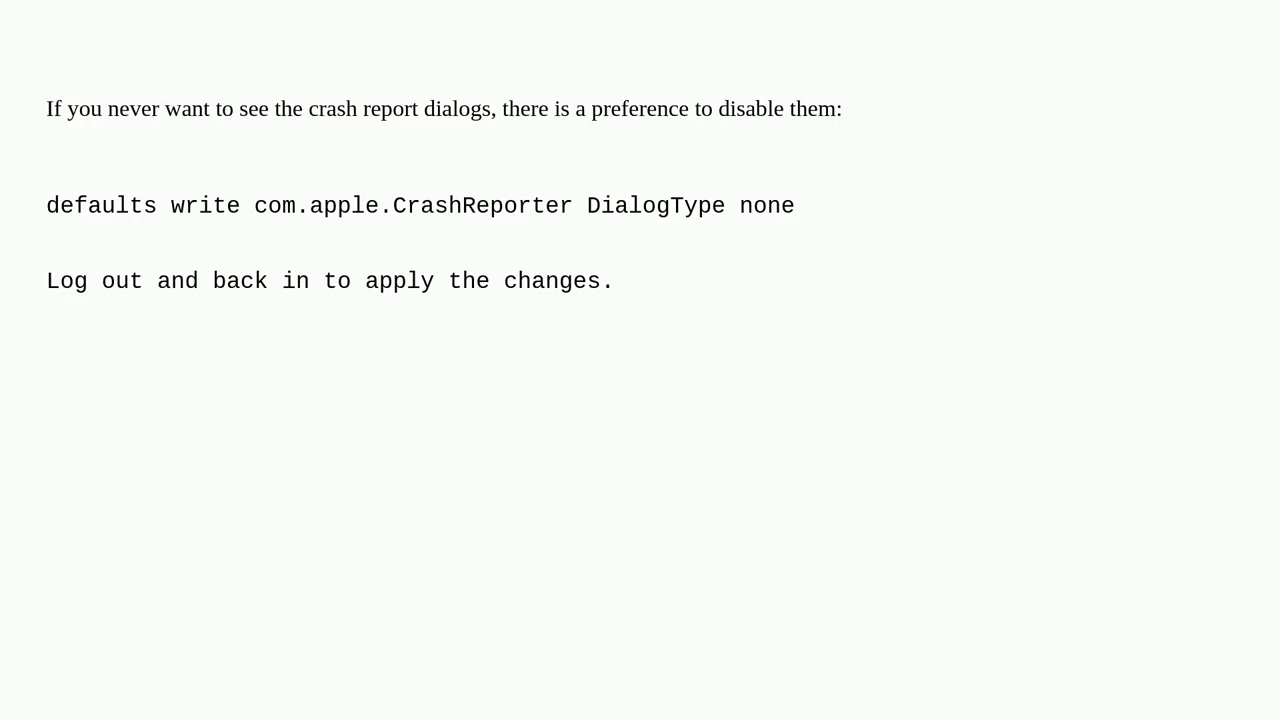 If you never want to see the crash report dialogs, there is a preference to disable them:
defaults write com.apple.CrashReporter DialogType none
Log out and back in to apply the changes.